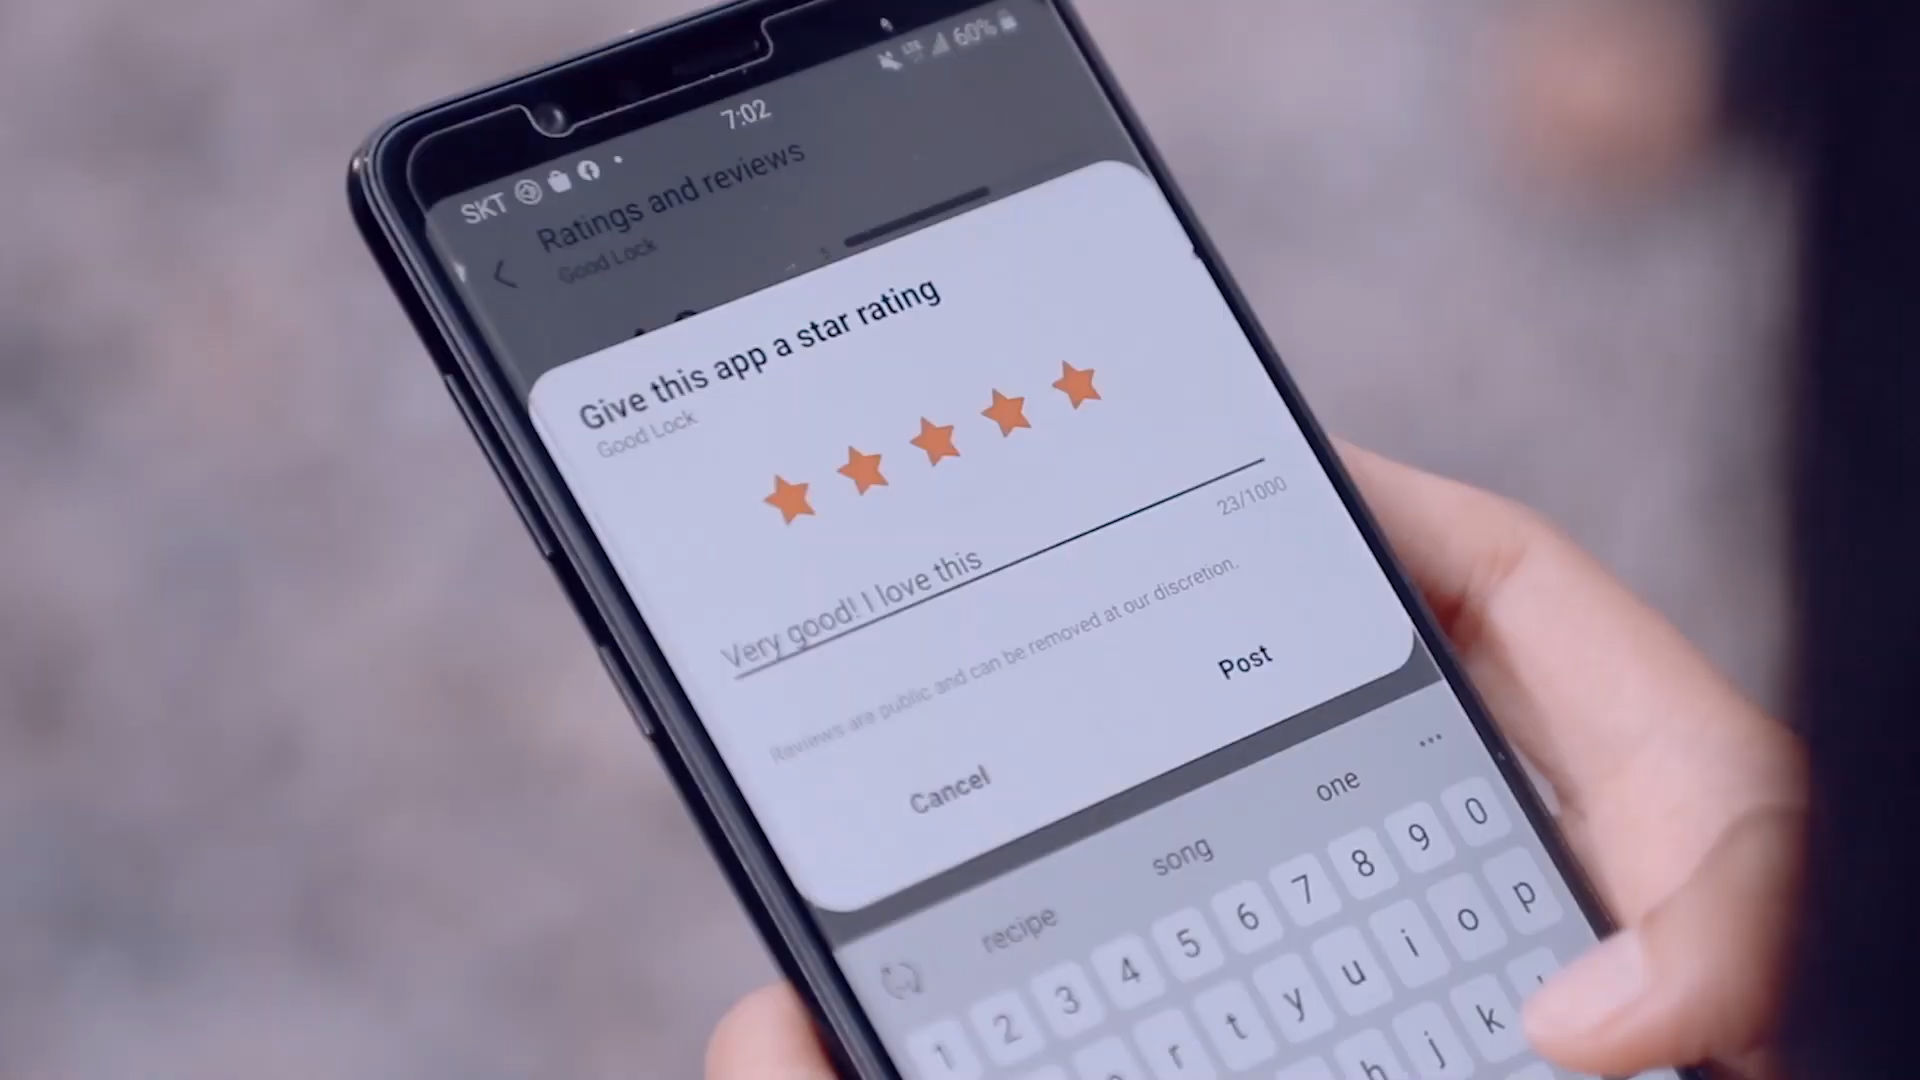 7:02
LTE 60%
SKT
Ratings and reviews
Good Lock
5
Give this app a star rating
Good Lock
23/1000
Very good! I love this
Reviews are public and can be removed at our discretion.
Cancel
Post
recipe song one ...
1 2 3 4 5 6 7 8 9 0
r t y u i o p
h j k